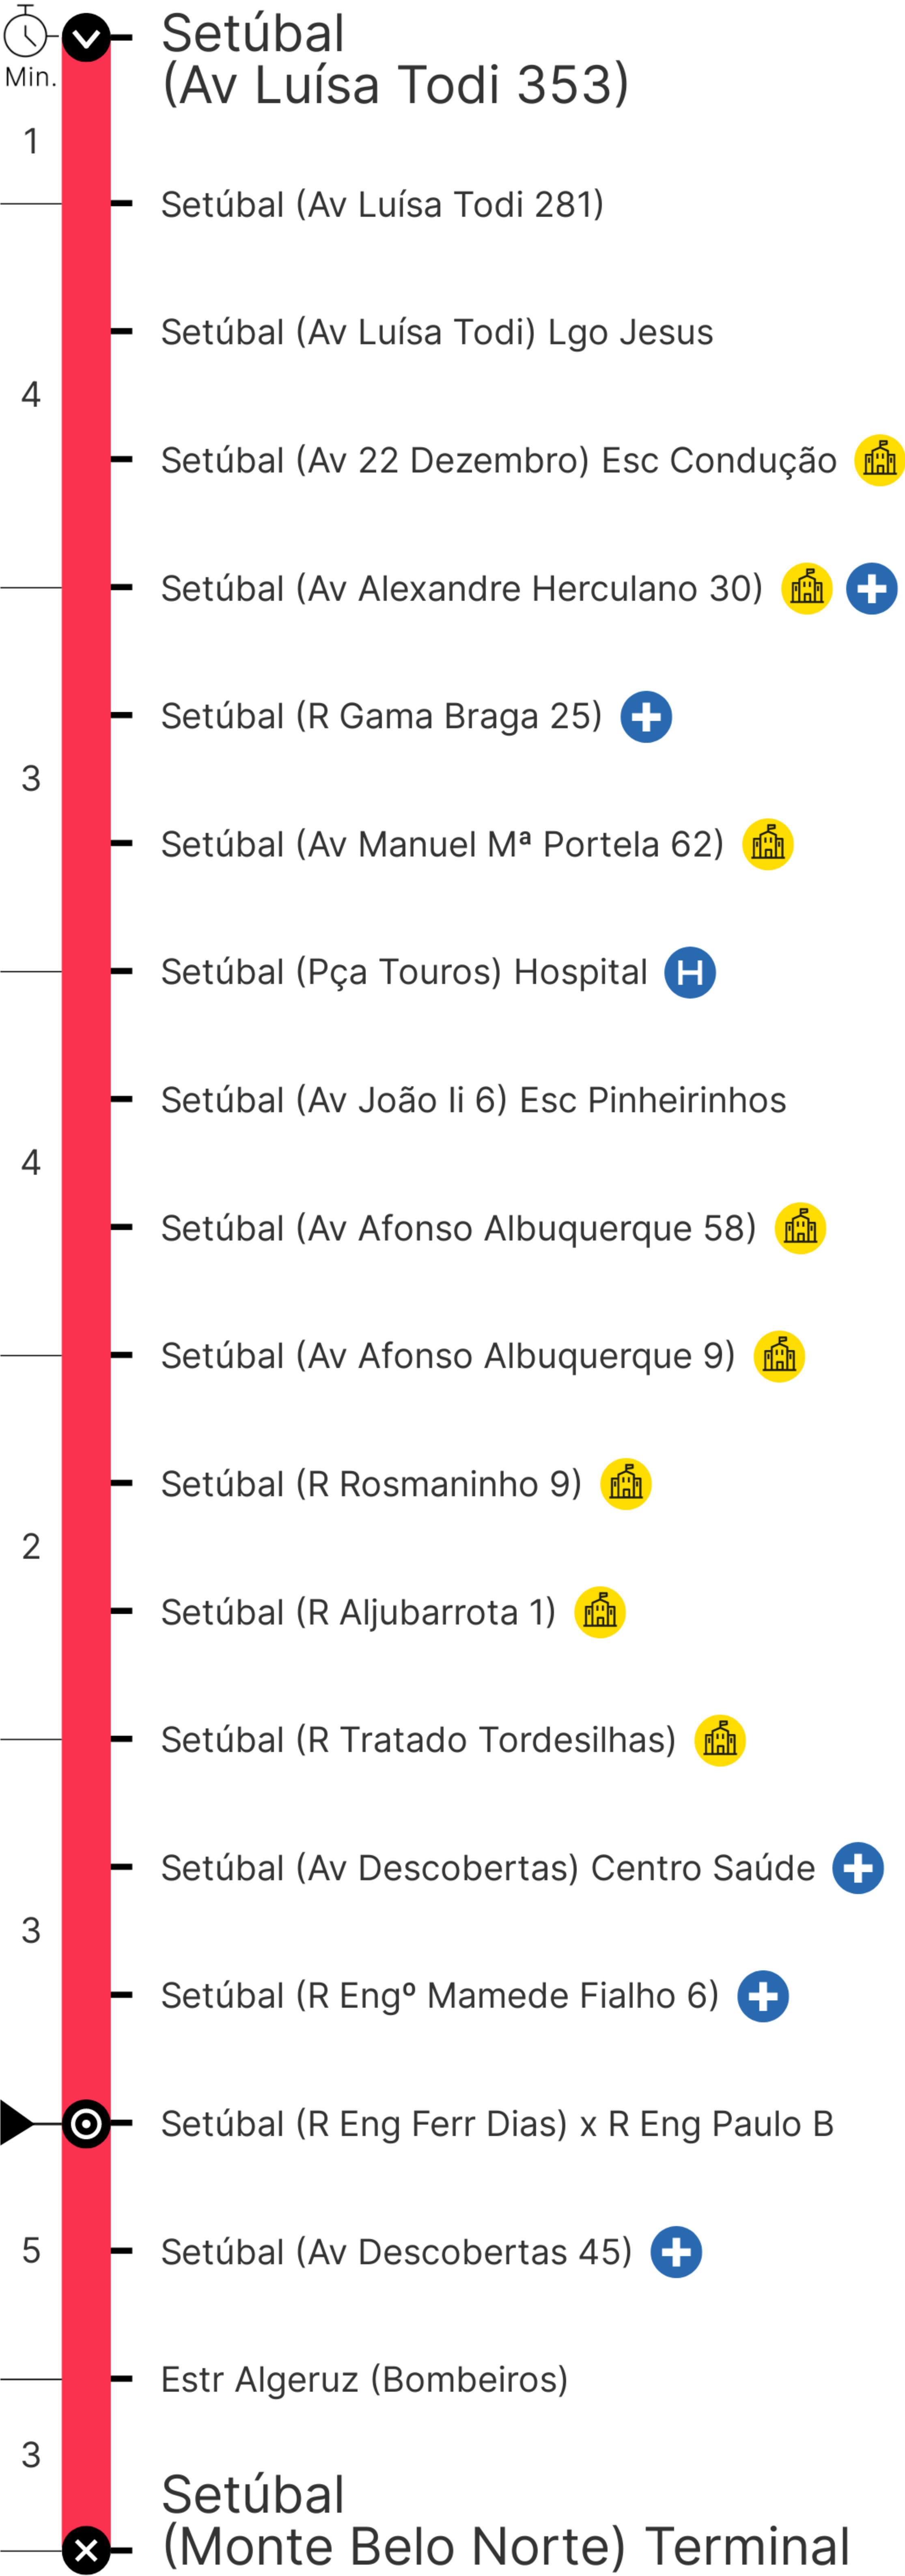 Min.
Setúbal
(Av Luísa Todi 353)
1
Setúbal (Av Luísa Todi 281)
Setúbal (Av Luísa Todi) Lgo Jesus
4
Setúbal (Av 22 Dezembro) Esc Condução
Setúbal (Av Alexandre Herculano 30)
Setúbal (R Gama Braga 25)
3
Setúbal (Av Manuel Mª Portela 62)
Setúbal (Pça Touros) Hospital H
Setúbal (Av João Ii 6) Esc Pinheirinhos
4
Setúbal (Av Afonso Albuquerque 58)
Setúbal (Av Afonso Albuquerque 9)
Setúbal (R Rosmaninho 9)
2
Setúbal (R Aljubarrota 1)
Setúbal (R Tratado Tordesilhas)
Setúbal (Av Descobertas) Centro Saúde
3
Setúbal (R Engº Mamede Fialho 6)
Setúbal (R Eng Ferr Dias) x R Eng Paulo B
5
Setúbal (Av Descobertas 45)
Estr Algeruz (Bombeiros)
3
Setúbal
(Monte Belo Norte) Terminal